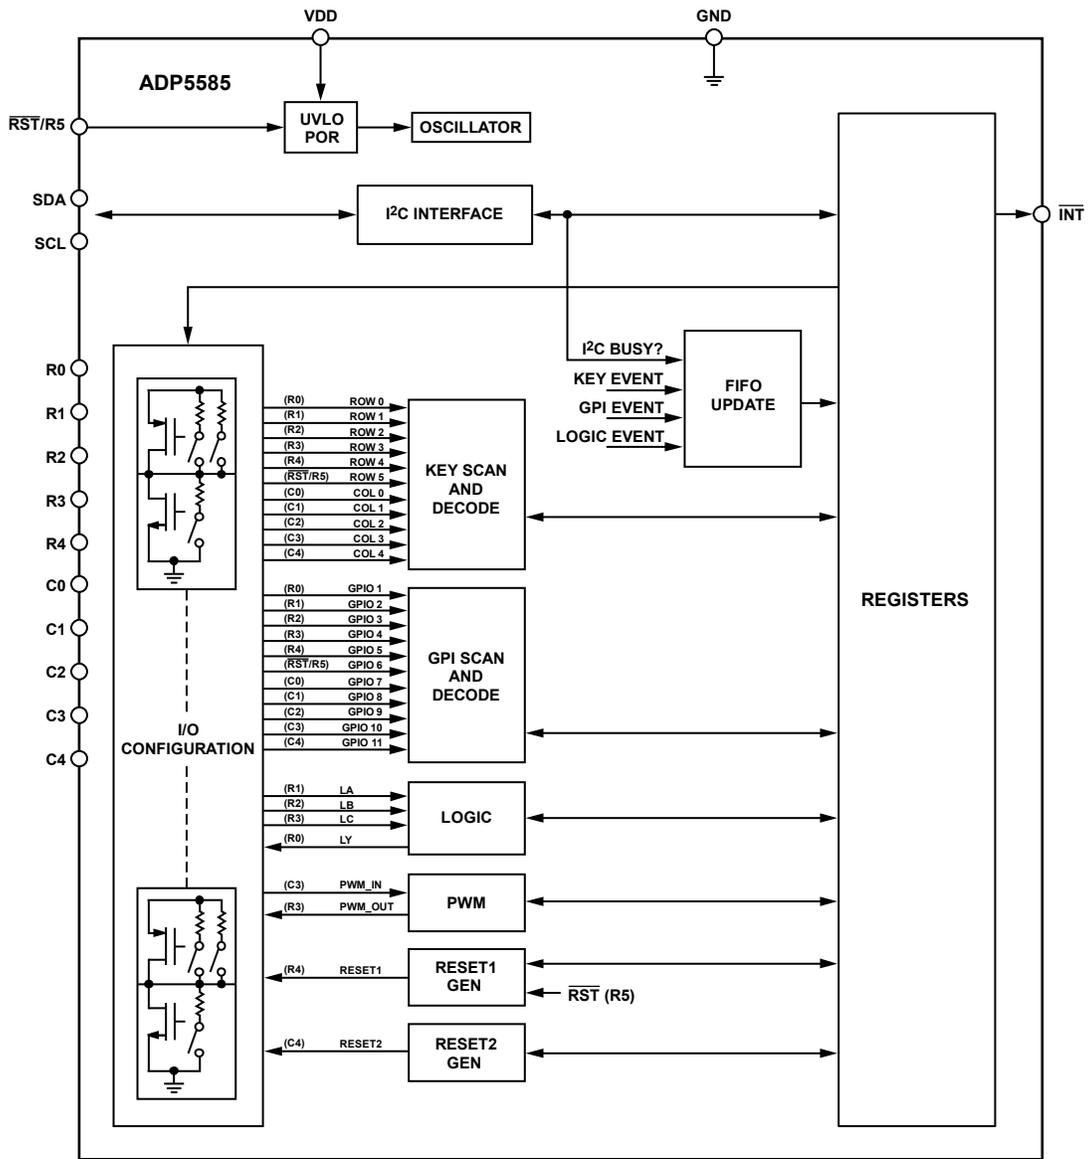 VDD
GND
ADP5585
RST/R5
UVLO
POR
OSCILLATOR
SDA
SCL
I²C INTERFACE
INT
R0
R1
R2
R3
R4
C0
C1
C2
C3
C4
I/O
CONFIGURATION
(R0) ROW 0
(R1) ROW 1
(R2) ROW 2
(R3) ROW 3
(R4) ROW 4
(RST/R5) ROW 5
(C0) COL 0
(C1) COL 1
(C2) COL 2
(C3) COL 3
(C4) COL 4
KEY SCAN
AND
DECODE
I²C BUSY?
KEY EVENT
GPI EVENT
LOGIC EVENT
FIFO
UPDATE
REGISTERS
(R0) GPIO 1
(R1) GPIO 2
(R2) GPIO 3
(R3) GPIO 4
(R4) GPIO 5
(RST/R5) GPIO 6
(C0) GPIO 7
(C1) GPIO 8
(C2) GPIO 9
(C3) GPIO 10
(C4) GPIO 11
GPI SCAN
AND
DECODE
(R1) LA
(R2) LB
(R3) LC
(R0) LY
LOGIC
(C3) PWM_IN
(R3) PWM_OUT
PWM
(R4) RESET1
RESET1
GEN
RST (R5)
(C4) RESET2
RESET2
GEN